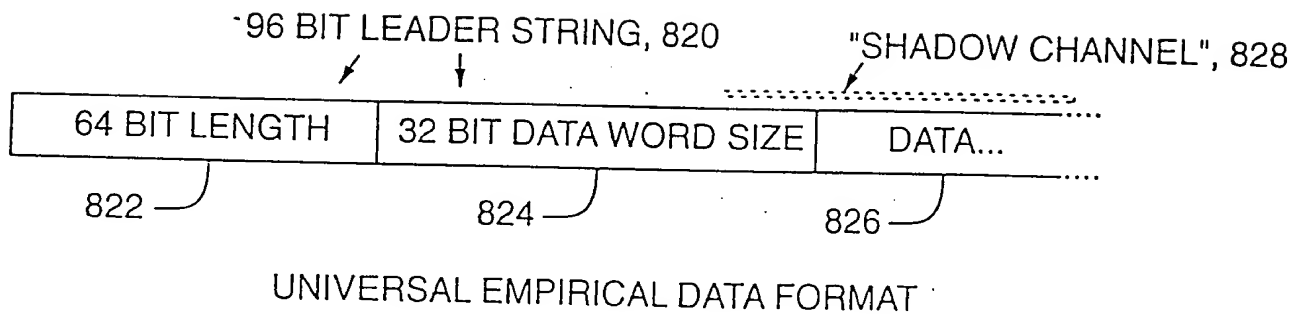 96 BIT LEADER STRING, 820
"SHADOW CHANNEL", 828
64 BIT LENGTH
32 BIT DATA WORD SIZE
DATA...
822
824
826
UNIVERSAL EMPIRICAL DATA FORMAT